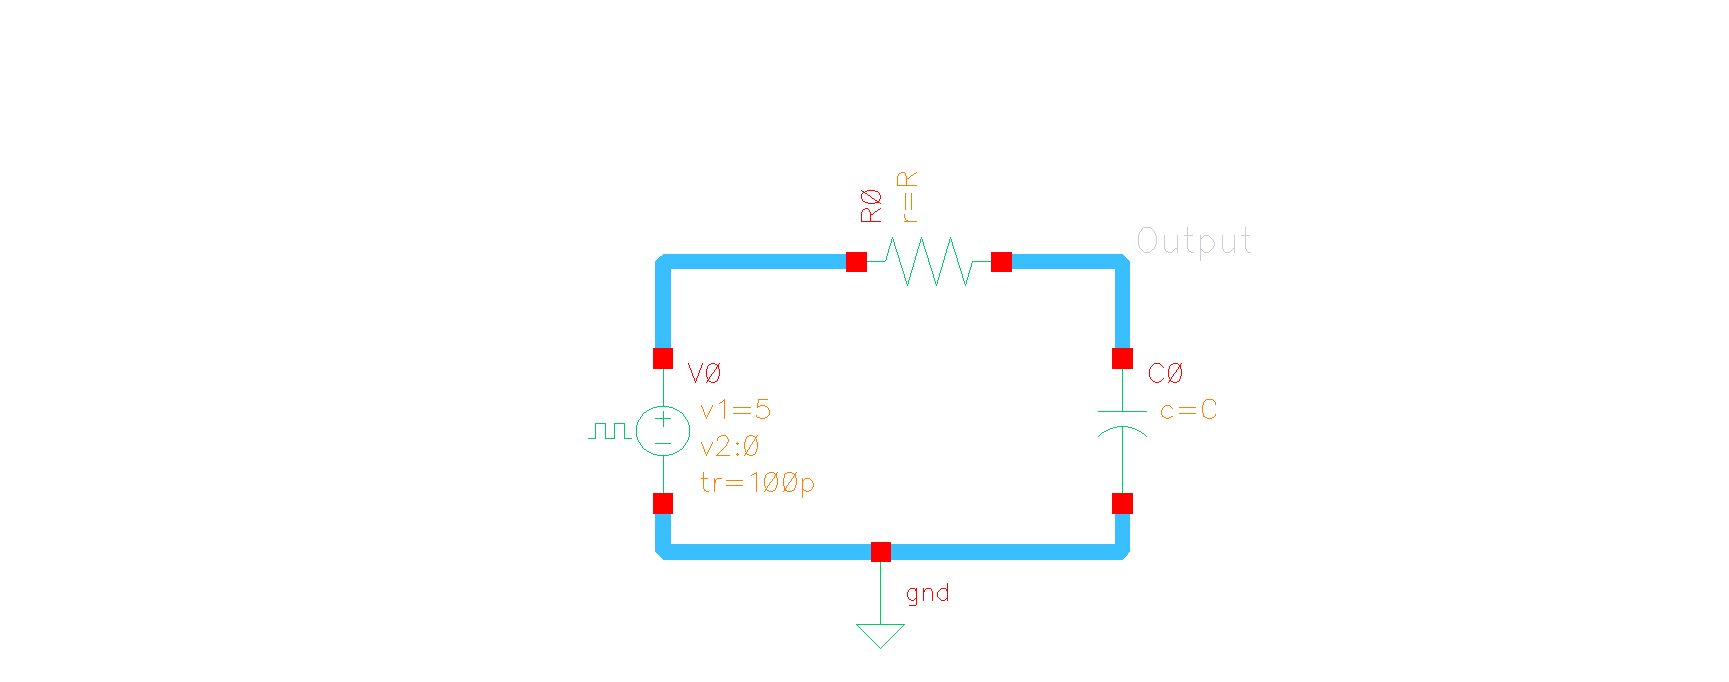 R0
r=R
Output
V0
v1=5
v2:0
tr=100p
C0
c=C
gnd